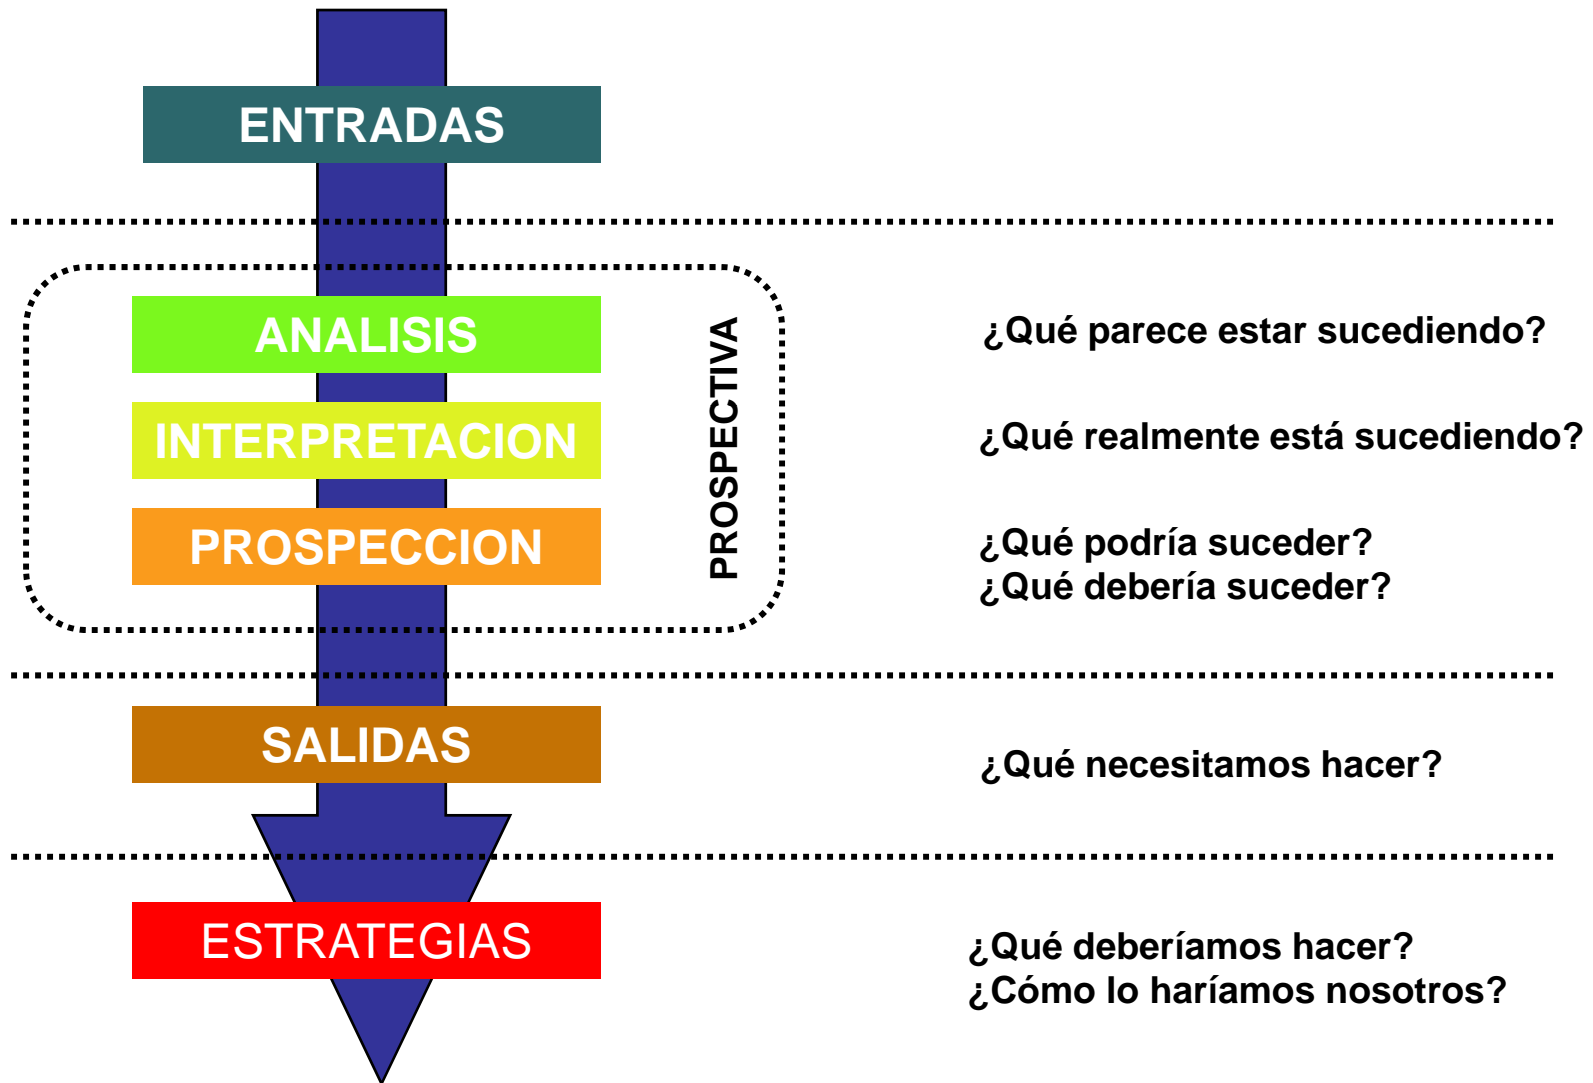 ENTRADAS
ANALISIS
¿Qué parece estar sucediendo?
INTERPRETACION
¿Qué realmente está sucediendo?
PROSPECCION
¿Qué podría suceder?
¿Qué debería suceder?
PROSPECTIVA
SALIDAS
¿Qué necesitamos hacer?
ESTRATEGIAS
¿Qué deberíamos hacer?
¿Cómo lo haríamos nosotros?